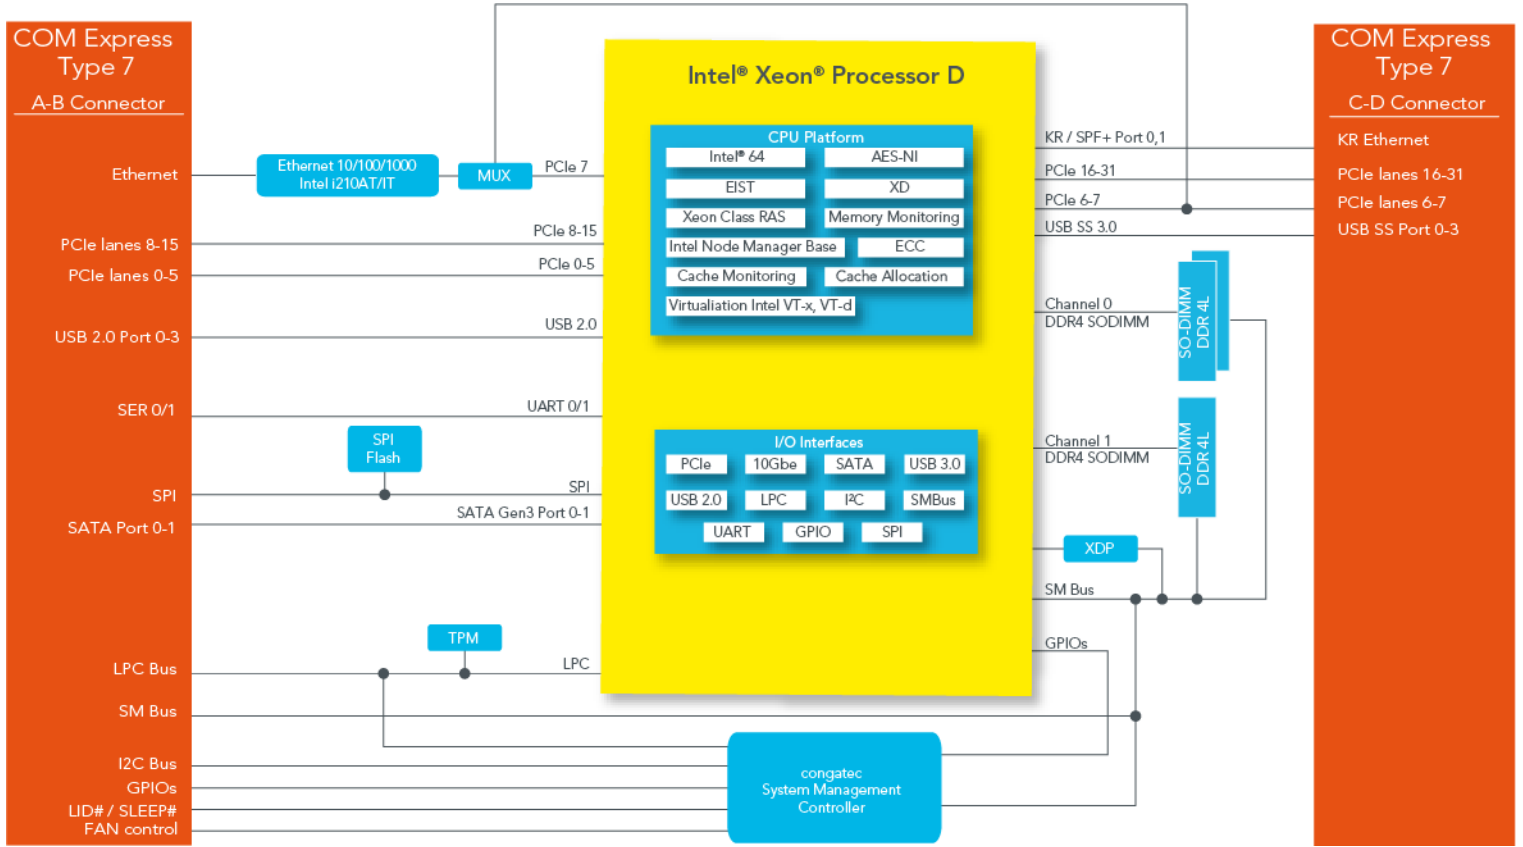 COM Express
Type 7
A-B Connector
Ethernet
PCIe lanes 8-15
PCIe lanes 0-5
USB 2.0 Port 0-3
SER 0/1
SPI
SATA Port 0-1
LPC Bus
SM Bus
I2C Bus
GPIOs
LID# / SLEEP#
FAN control
Ethernet 10/100/1000
Intel i210AT/IT
MUX
PCIe 7
PCIe 8-15
PCIe 0-5
USB 2.0
UART 0/1
SPI
Flash
SPI
SATA Gen3 Port 0-1
TPM
LPC
Intel® Xeon® Processor D
CPU Platform
Intel® 64
AES-NI
EIST
XD
Xeon Class RAS
Memory Monitoring
Intel Node Manager Base
ECC
Cache Monitoring
Cache Allocation
Virtualiation Intel VT-x, VT-d
I/O Interfaces
PCIe
10Gbe
SATA
USB 3.0
USB 2.0
LPC
I²C
SMBus
UART
GPIO
SPI
congatec
System Management
Controller
KR / SPF+ Port 0,1
PCIe 16-31
PCIe 6-7
USB SS 3.0
Channel 0
DDR4 SODIMM
SO-DIMM
DDR 4L
Channel 1
DDR4 SODIMM
SO-DIMM
DDR 4L
XDP
SM Bus
GPIOs
COM Express
Type 7
C-D Connector
KR Ethernet
PCIe lanes 16-31
PCIe lanes 6-7
USB SS Port 0-3